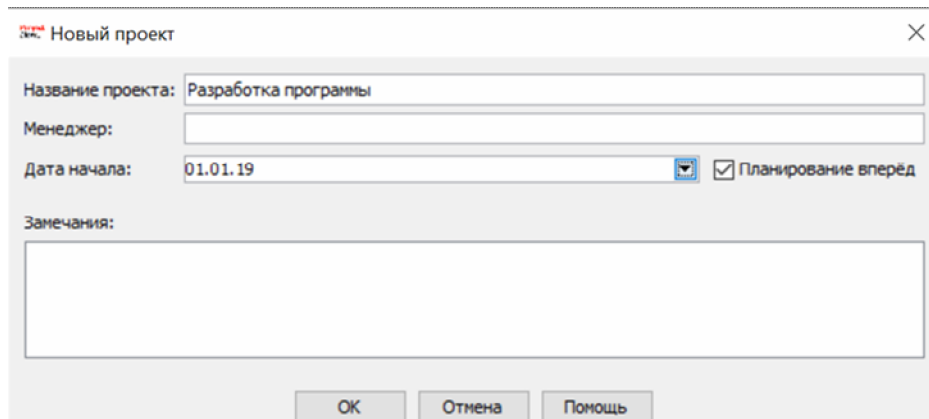 Новый проект
Название проекта: Разработка программы
Менеджер:
Дата начала: 01.01.19 Планирование вперёд
Замечания:
OK Отмена Помощь